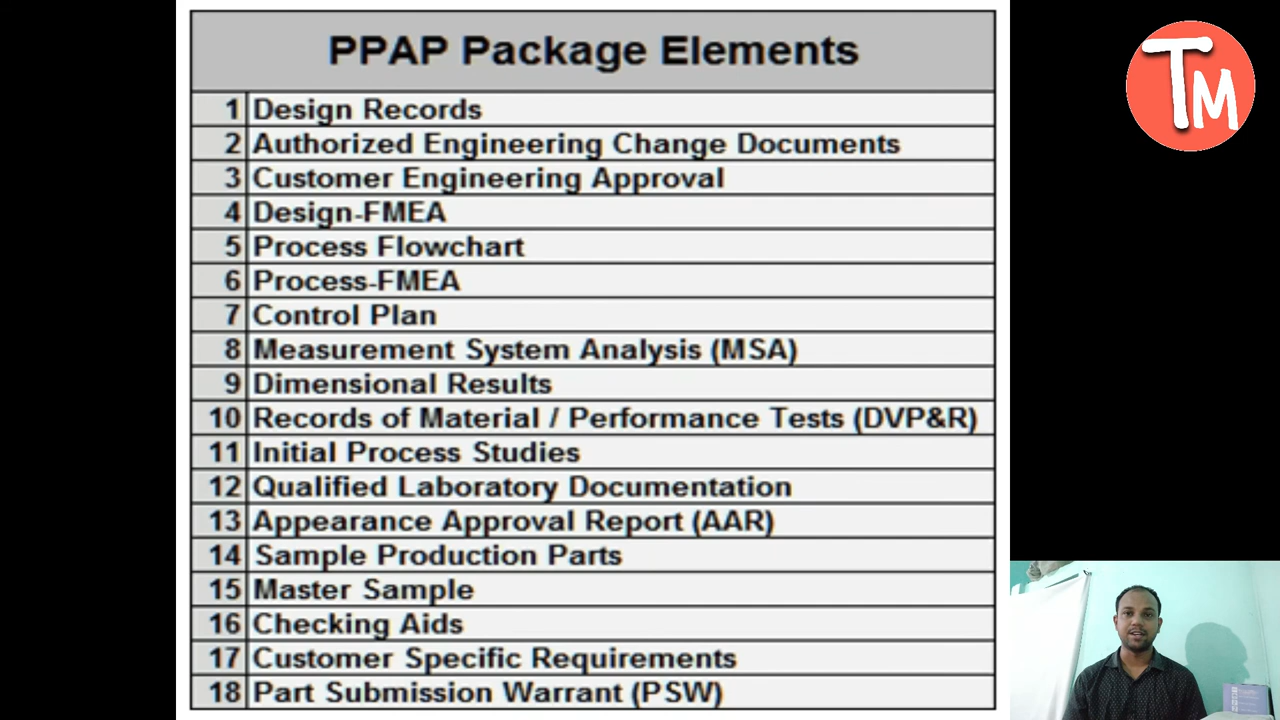 PPAP Package Elements
1 Design Records
2 Authorized Engineering Change Documents
3 Customer Engineering Approval
4 Design-FMEA
5 Process Flowchart
6 Process-FMEA
7 Control Plan
8 Measurement System Analysis (MSA)
9 Dimensional Results
10 Records of Material / Performance Tests (DVP&R)
11 Initial Process Studies
12 Qualified Laboratory Documentation
13 Appearance Approval Report (AAR)
14 Sample Production Parts
15 Master Sample
16 Checking Aids
17 Customer Specific Requirements
18 Part Submission Warrant (PSW)
TM